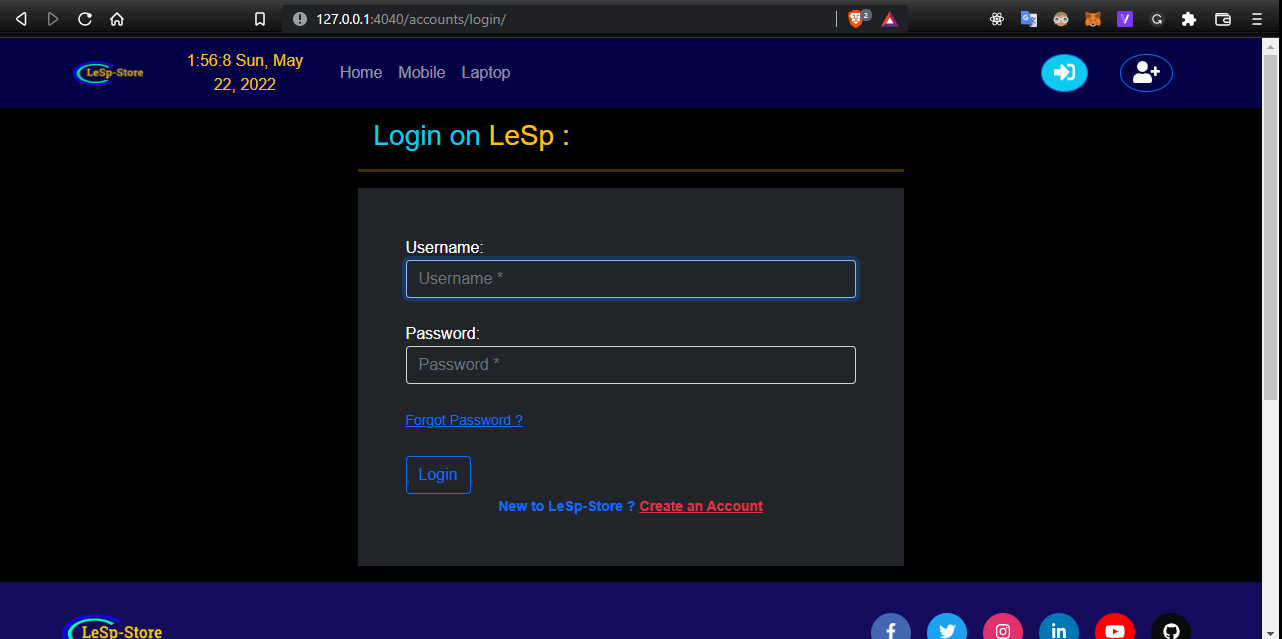 127.0.0.1:4040/accounts/login/
2
LeSp-Store
1:56:8 Sun, May
22, 2022
Home Mobile Laptop
Login on LeSp :
Username:
Username *
Password:
Password *
Forgot Password ?
Login
New to LeSp-Store ? Create an Account
LeSp-Store